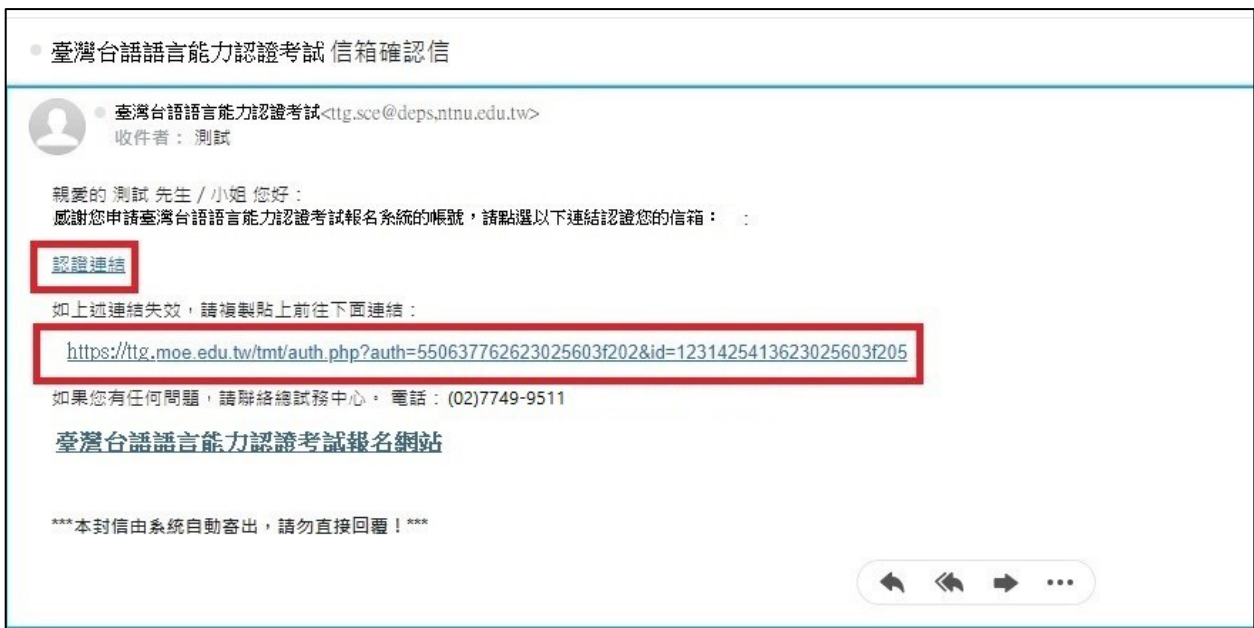 臺灣台語語言能力認證考試 信箱確認信
臺灣台語語言能力認證考試<ttg.sce@deps,ntnu.edu.tw>
收件者： 測試
親愛的 測試 先生 / 小姐 您好：
感謝您申請臺灣台語語言能力認證考試報名系統的帳號，請點選以下連結認證您的信箱： :
認證連結
如上述連結失效，請複製貼上前往下面連結：
https://ttg.moe.edu.tw/tmt/auth.php?auth=550637762623025603f202&id=1231425413623025603f205
如果您有任何問題，請聯絡總試務中心。 電話：(02)7749-9511
臺灣台語語言能力認證考試報名網站
***本封信由系統自動寄出，請勿直接回覆！***